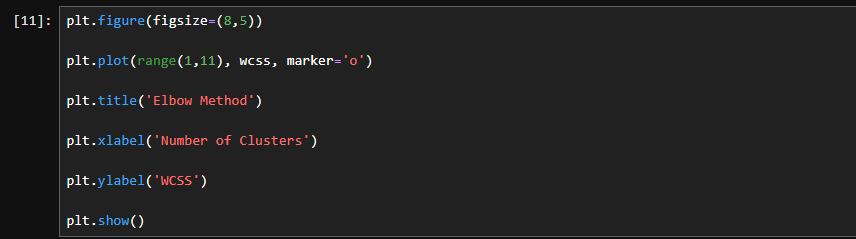 [11]: plt.figure(figsize=(8,5))
plt.plot(range(1,11), wcss, marker='o')
plt.title('Elbow Method')
plt.xlabel('Number of Clusters')
plt.ylabel('WCSS')
plt.show()